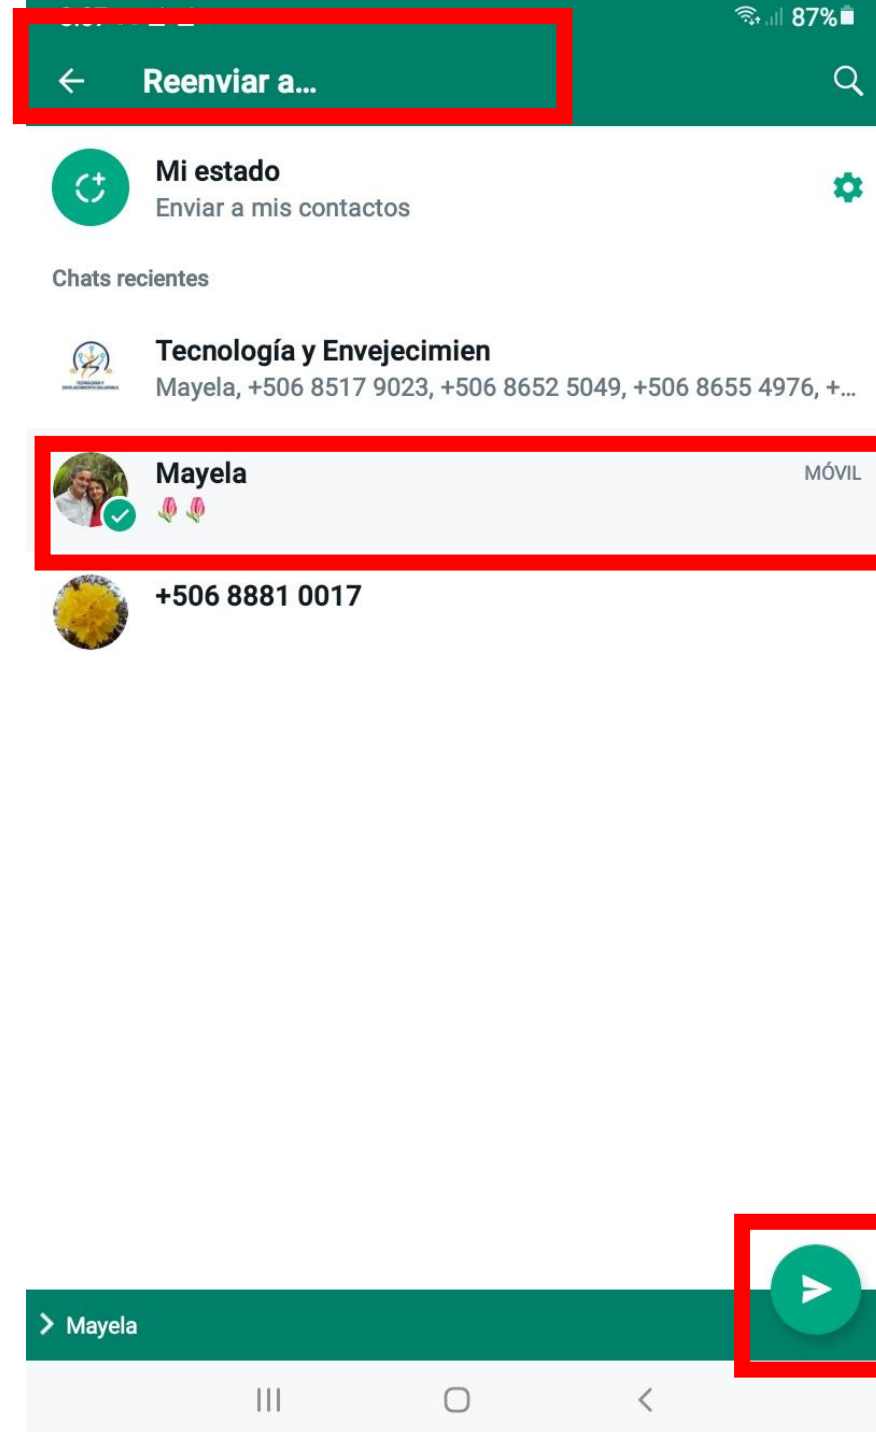 87%
Reenviar a...
Mi estado
Enviar a mis contactos
Chats recientes
Tecnología y Envejecimien
Mayela, +506 8517 9023, +506 8652 5049, +506 8655 4976, +...
Mayela
MÓVIL
🌷🌷
+506 8881 0017
Mayela